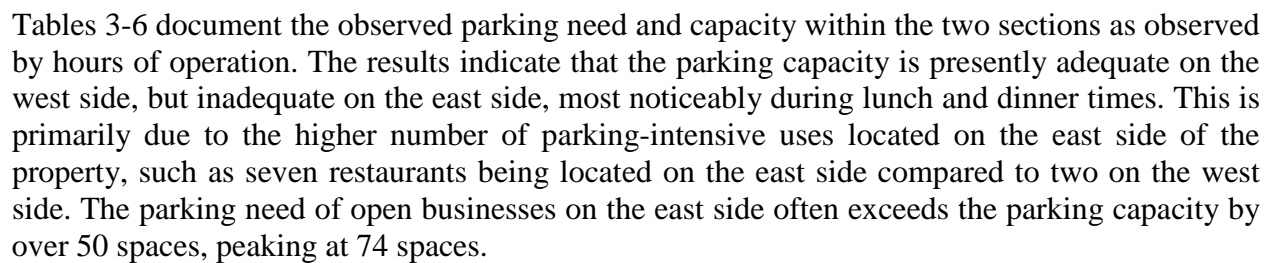 Tables 3-6 document the observed parking need and capacity within the two sections as observed
by hours of operation. The results indicate that the parking capacity is presently adequate on the
west side, but inadequate on the east side, most noticeably during lunch and dinner times. This is
primarily due to the higher number of parking-intensive uses located on the east side of the
property, such as seven restaurants being located on the east side compared to two on the west
side. The parking need of open businesses on the east side often exceeds the parking capacity by
over 50 spaces, peaking at 74 spaces.